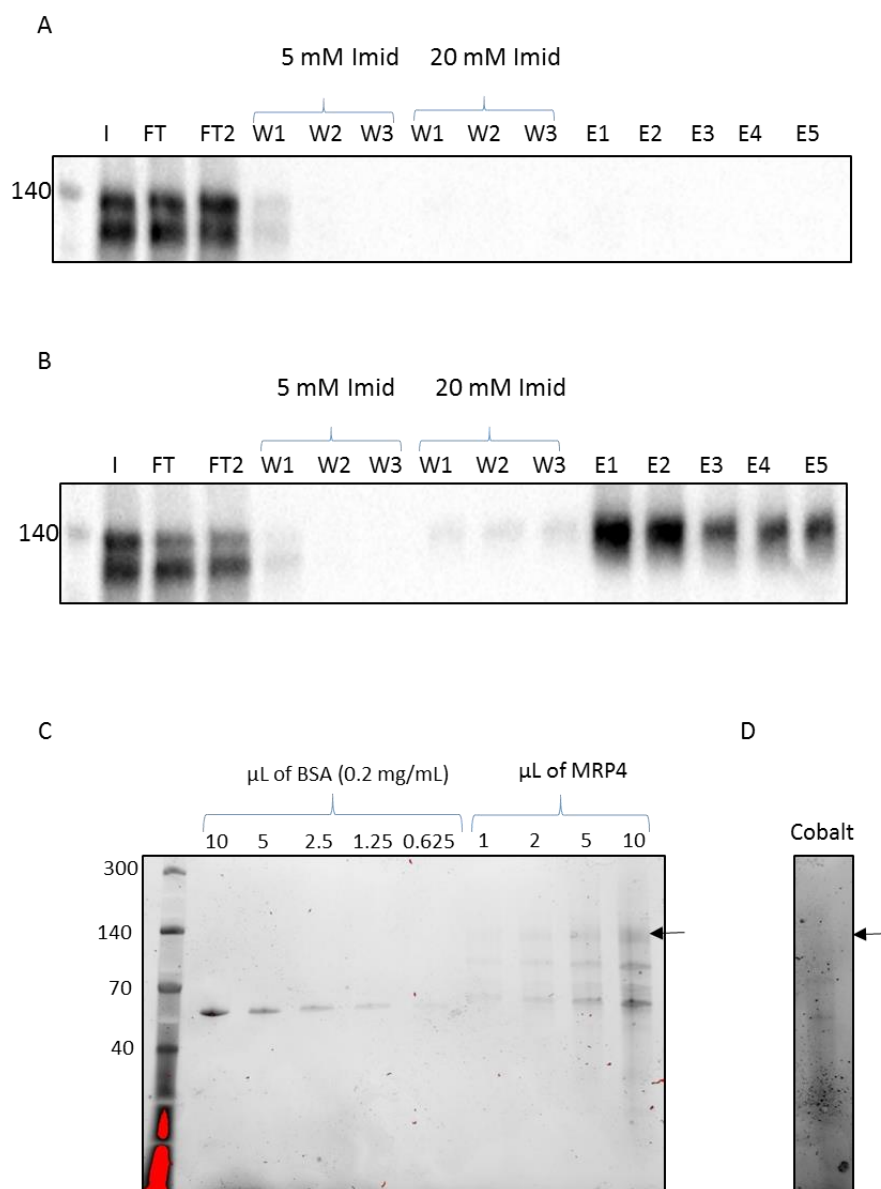 A
5 mM Imid 20 mM Imid
I FT FT2 W1 W2 W3 W1 W2 W3 E1 E2 E3 E4 E5
140
B
5 mM Imid 20 mM Imid
I FT FT2 W1 W2 W3 W1 W2 W3 E1 E2 E3 E4 E5
140
C
µL of BSA (0.2 mg/mL) µL of MRP4
10 5 2.5 1.25 0.625 1 2 5 10
300
140
70
40
D
Cobalt